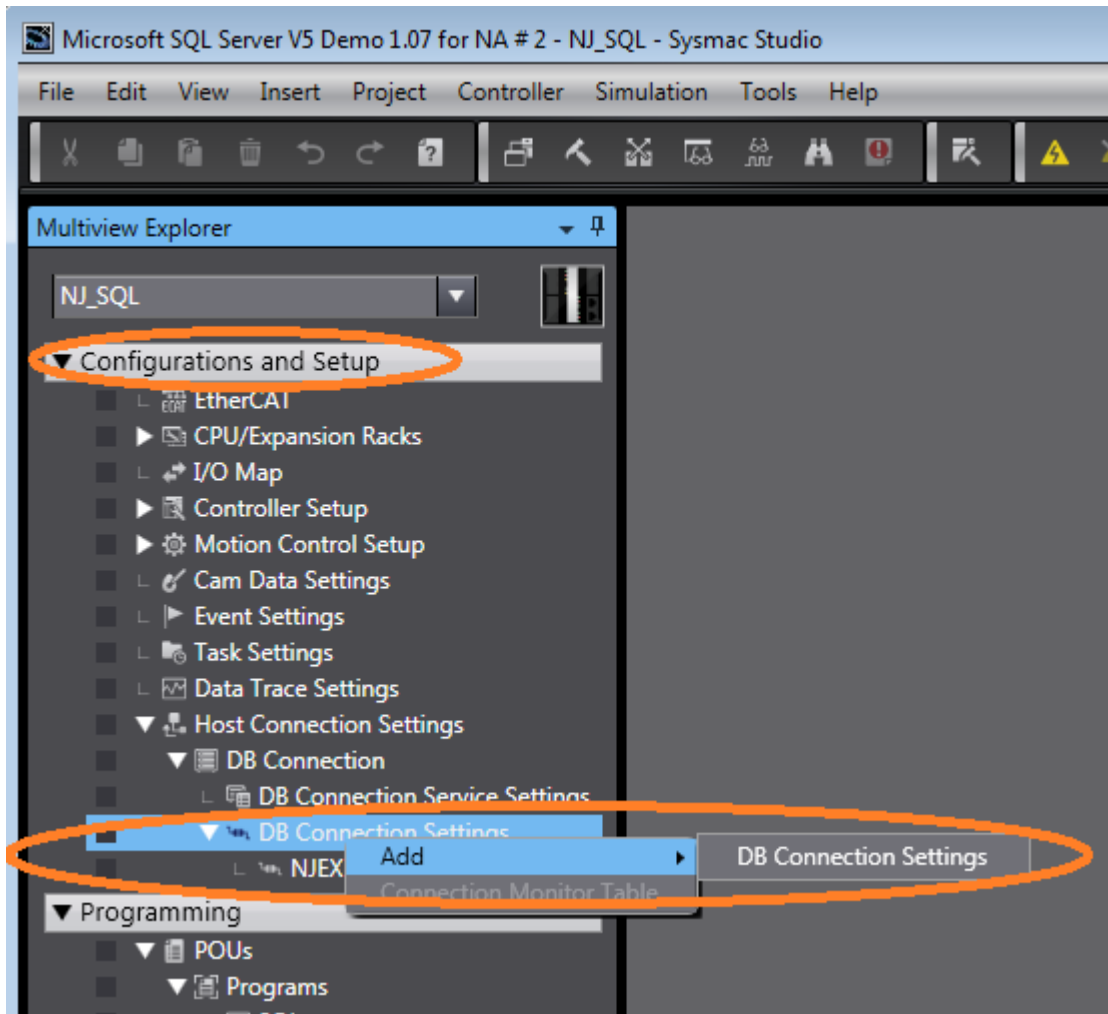 Microsoft SQL Server V5 Demo 1.07 for NA # 2 - NJ_SQL - Sysmac Studio
File Edit View Insert Project Controller Simulation Tools Help
Multiview Explorer
NJ_SQL
Configurations and Setup
EtherCAT
CPU/Expansion Racks
I/O Map
Controller Setup
Motion Control Setup
Cam Data Settings
Event Settings
Task Settings
Data Trace Settings
Host Connection Settings
DB Connection
DB Connection Service Settings
DB Connection Settings
Add
DB Connection Settings
NJEX
Connection Monitor Table
Programming
POUs
Programs